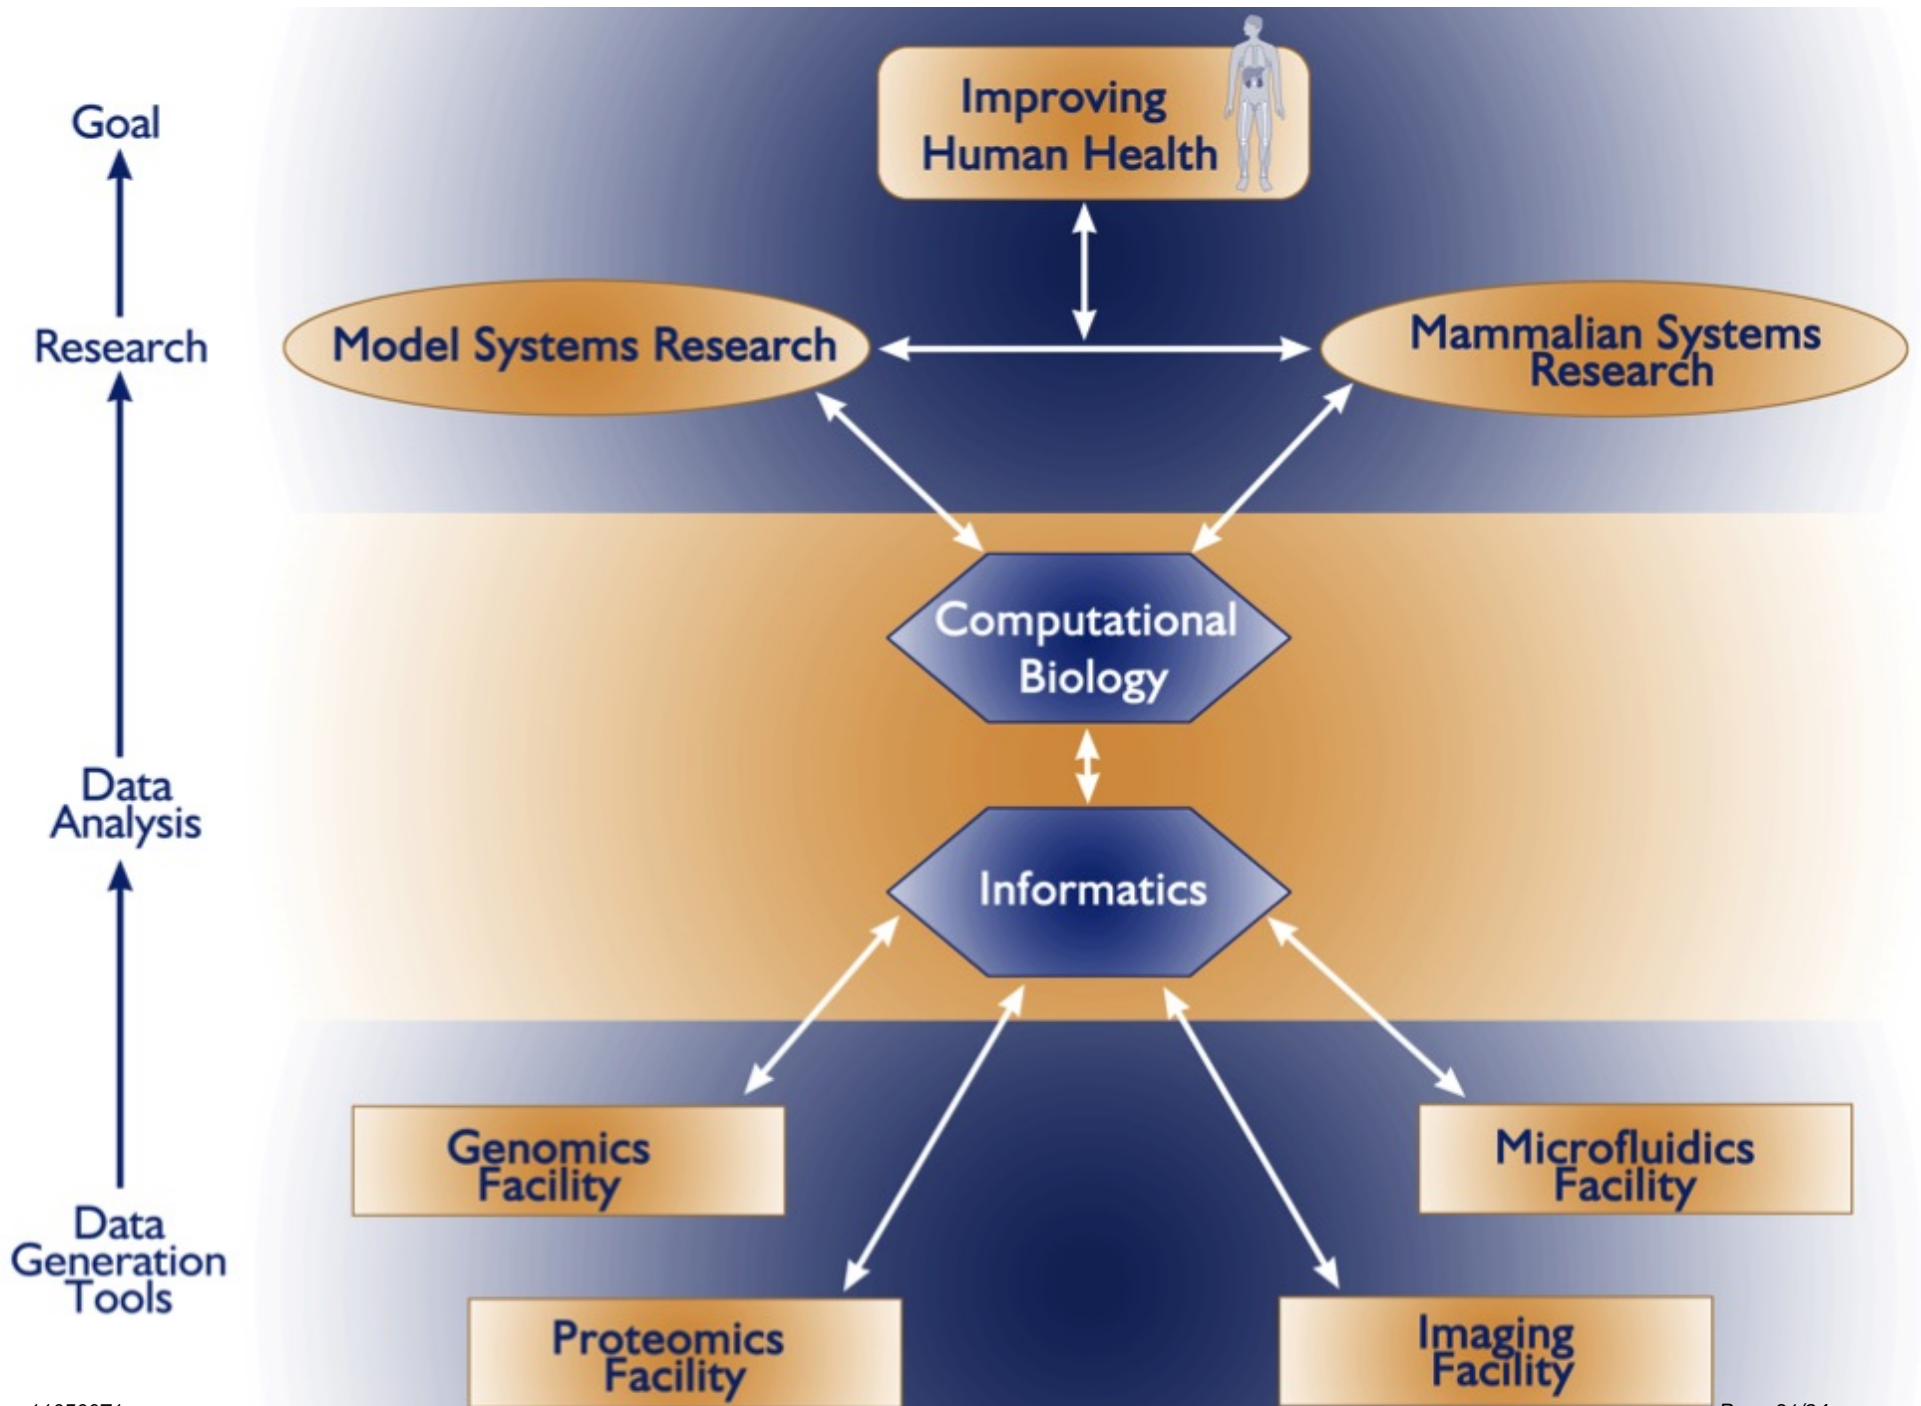 Goal
Improving
Human Health
Research
Model Systems Research
Mammalian Systems
Research
Computational
Biology
Data
Analysis
Informatics
Genomics
Facility
Microfluidics
Facility
Data
Generation
Tools
Proteomics
Facility
Imaging
Facility